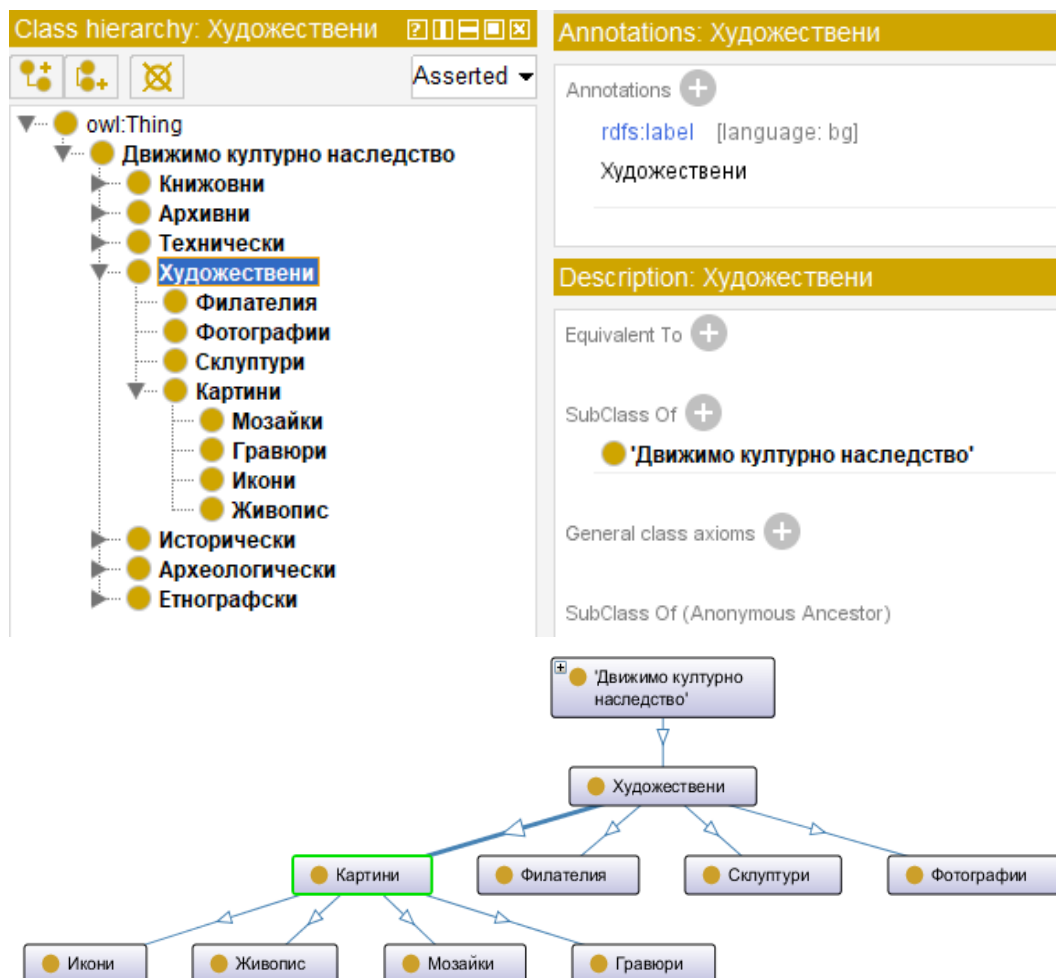 Class hierarchy: Художествени
Asserted
owl:Thing
Движимо културно наследство
Книжовни
Архивни
Технически
Художествени
Филателия
Фотографии
Склуптури
Картини
Мозайки
Гравюри
Икони
Живопис
Исторически
Археологически
Етнографски
Annotations: Художествени
Annotations
rdfs:label [language: bg]
Художествени
Description: Художествени
Equivalent To
SubClass Of
'Движимо културно наследство'
General class axioms
SubClass Of (Anonymous Ancestor)
'Движимо културно
наследство'
Художествени
Картини
Филателия
Склуптури
Фотографии
Икони
Живопис
Мозайки
Гравюри